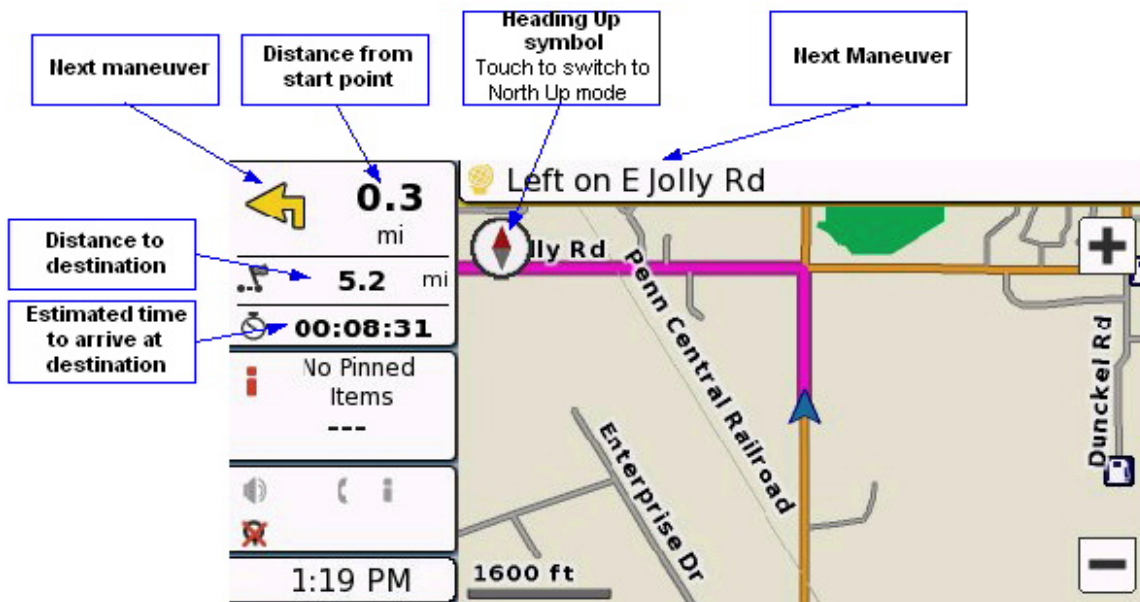 Heading Up
symbol
Touch to switch to
North Up mode
Next maneuver
Distance from
start point
Next Maneuver
0.3
mi
Left on E Jolly Rd
Distance to
destination
5.2 mi
Estimated time
to arrive at
destination
00:08:31
No Pinned
Items
---
1:19 PM
lly Rd
Penn Central Railroad
Enterprise Dr
Dunckel Rd
1600 ft